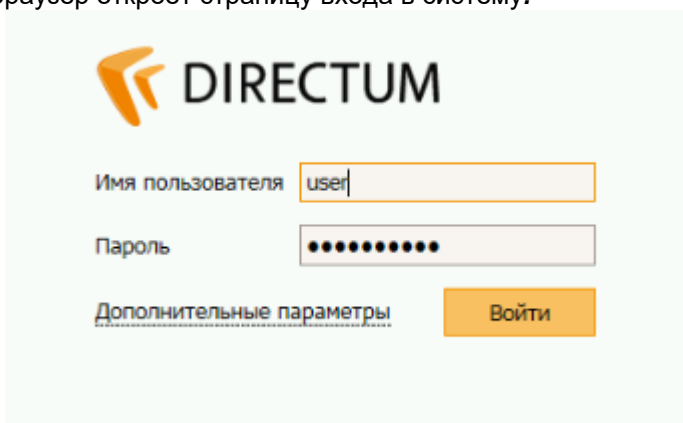 браузер откроет страницу входа в систему.
DIRECTUM
Имя пользователя user
Пароль ••••••••••
Дополнительные параметры Войти